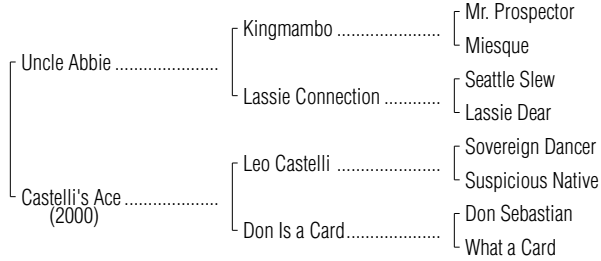 Mr. Prospector
Kingmambo ..................
Miesque
Uncle Abbie ......................
Seattle Slew
Lassie Connection ............
Lassie Dear
Sovereign Dancer
Leo Castelli ......................
Suspicious Native
Castelli's Ace ....................
(2000)
Don Sebastian
Don Is a Card....................
What a Card